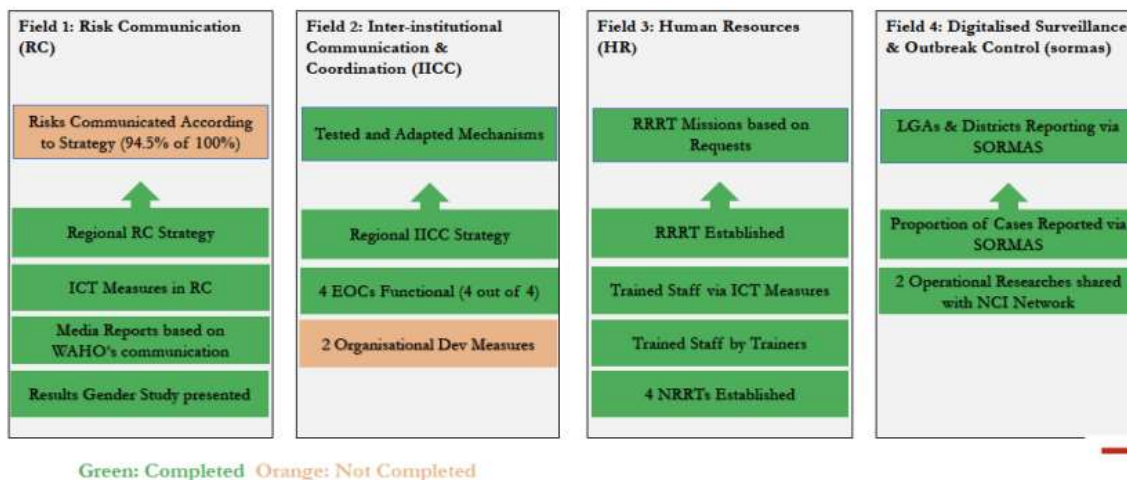 Field 1: Risk Communication
(RC)
Risks Communicated According
to Strategy (94.5% of 100%)
Regional RC Strategy
ICT Measures in RC
Media Reports based on
WAHO's communication
Results Gender Study presented
Field 2: Inter-institutional
Communication &
Coordination (IICC)
Tested and Adapted Mechanisms
Regional IICC Strategy
4 EOCs Functional (4 out of 4)
2 Organisational Dev Measures
Field 3: Human Resources
(HR)
RRRT Missions based on
Requests
RRRT Established
Trained Staff via ICT Measures
Trained Staff by Trainers
4 NRRTs Established
Field 4: Digitalised Surveillance
& Outbreak Control (sormas)
LGAs & Districts Reporting via
SORMAS
Proportion of Cases Reported via
SORMAS
2 Operational Researches shared
with NCI Network
Green: Completed Orange: Not Completed